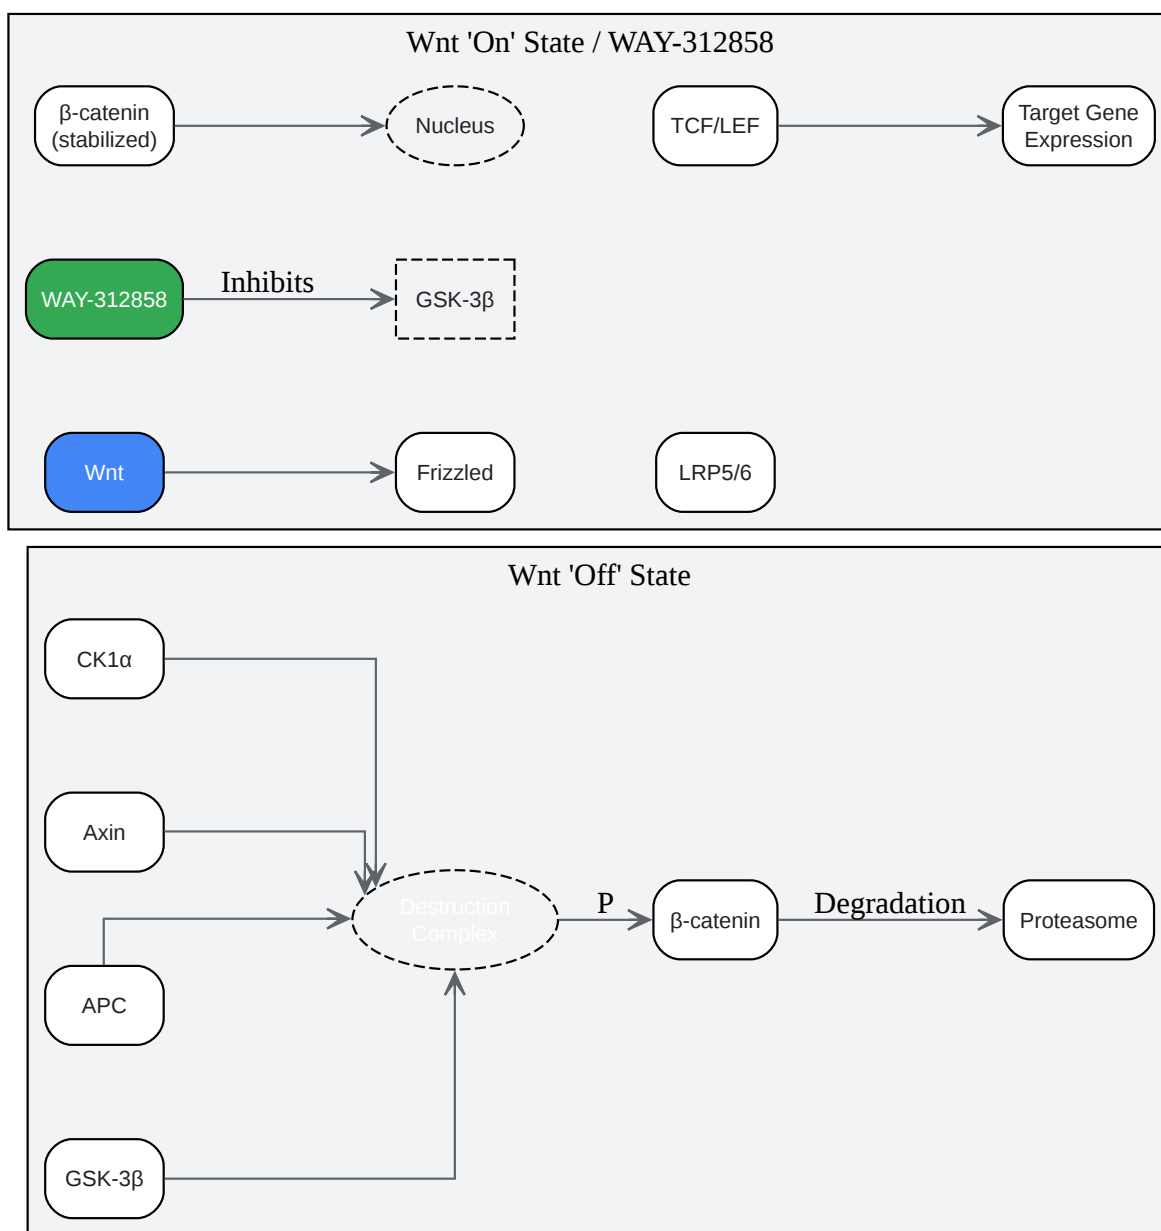 Wnt 'On' State / WAY-312858
β-catenin
(stabilized)
Nucleus
TCF/LEF
Target Gene
Expression
WAY-312858
Inhibits
GSK-3β
Wnt
Frizzled
LRP5/6
Wnt 'Off' State
CK1α
Axin
Destruction
Complex
P
β-catenin
Degradation
Proteasome
APC
GSK-3β